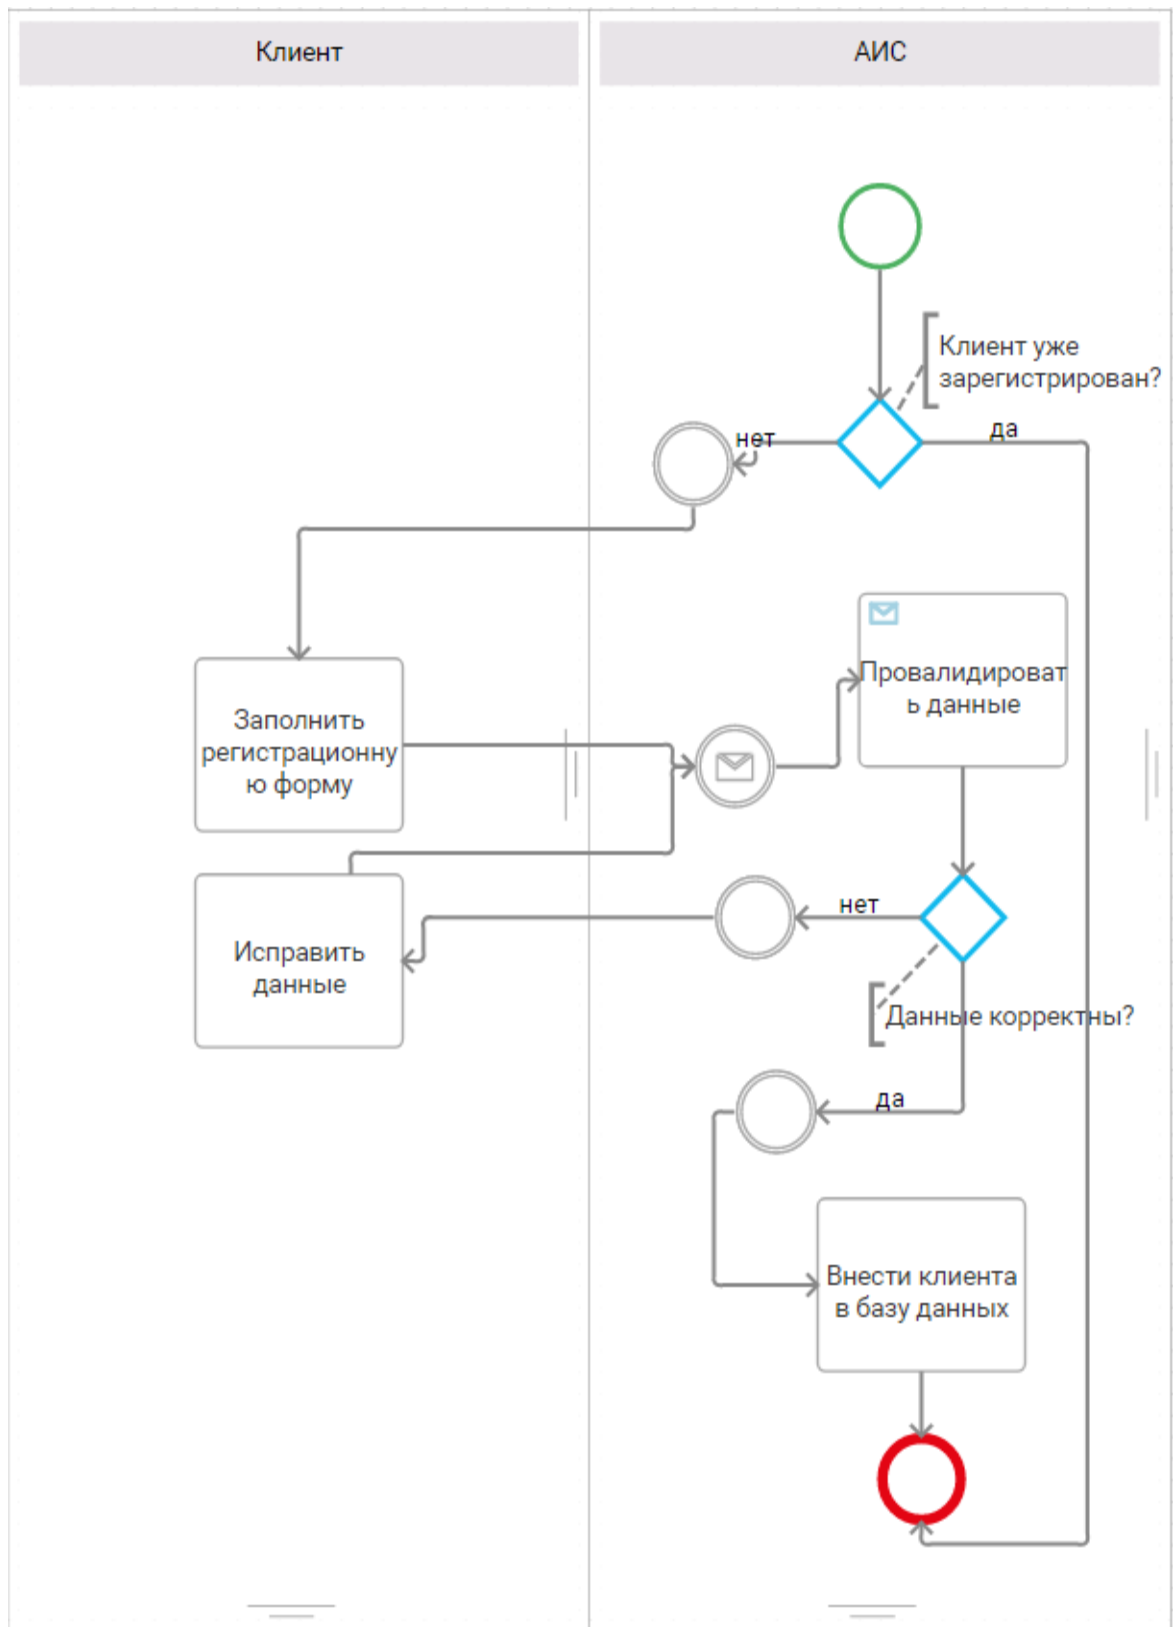 Клиент
АИС
Клиент уже
зарегистрирован?
нет
да
Провалидироват
ь данные
Заполнить
регистрационну
ю форму
нет
Исправить
данные
Данные корректны?
да
Внести клиента
в базу данных